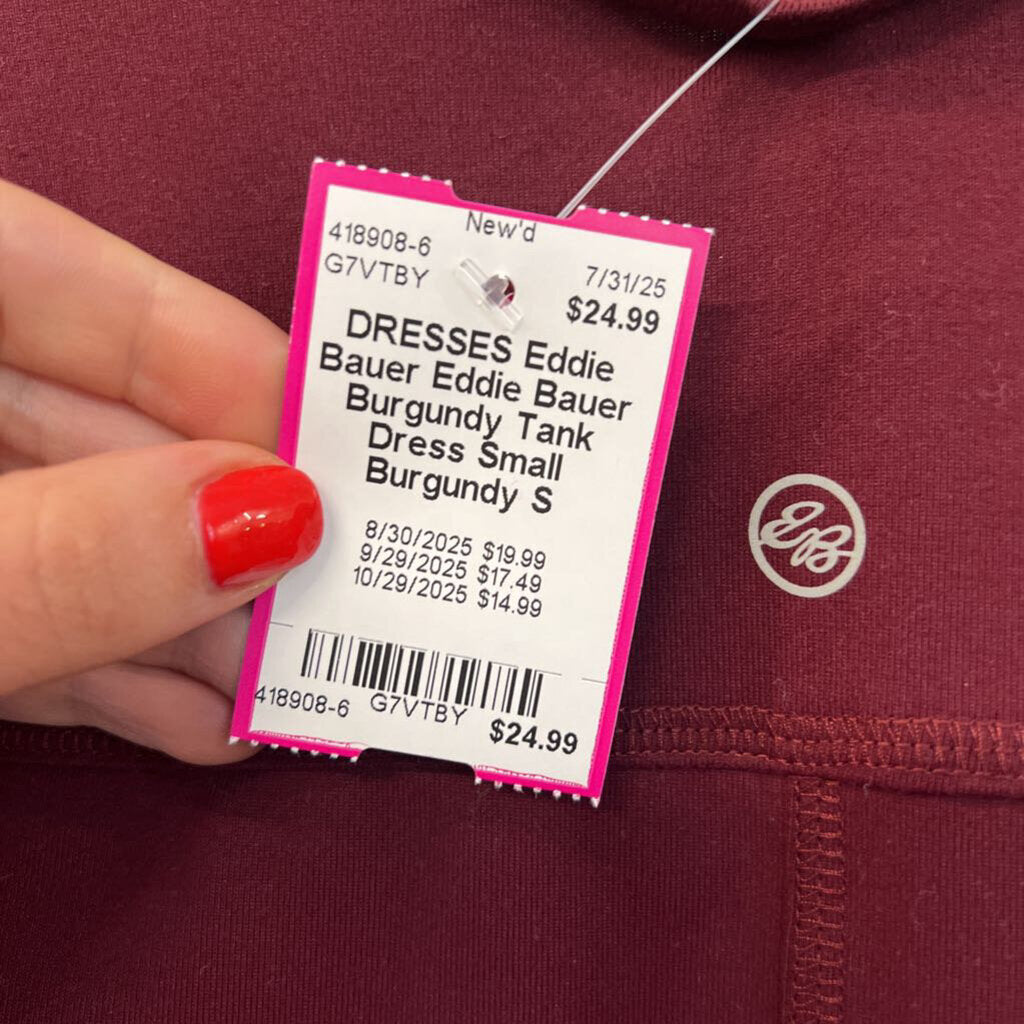 New'd
418908-6
G7VTBY
7/31/25
$24.99
DRESSES Eddie
Bauer Eddie Bauer
Burgundy Tank
Dress Small
Burgundy S
8/30/2025 $19.99
9/29/2025 $17.49
10/29/2025 $14.99
418908-6 G7VTBY $24.99
EB